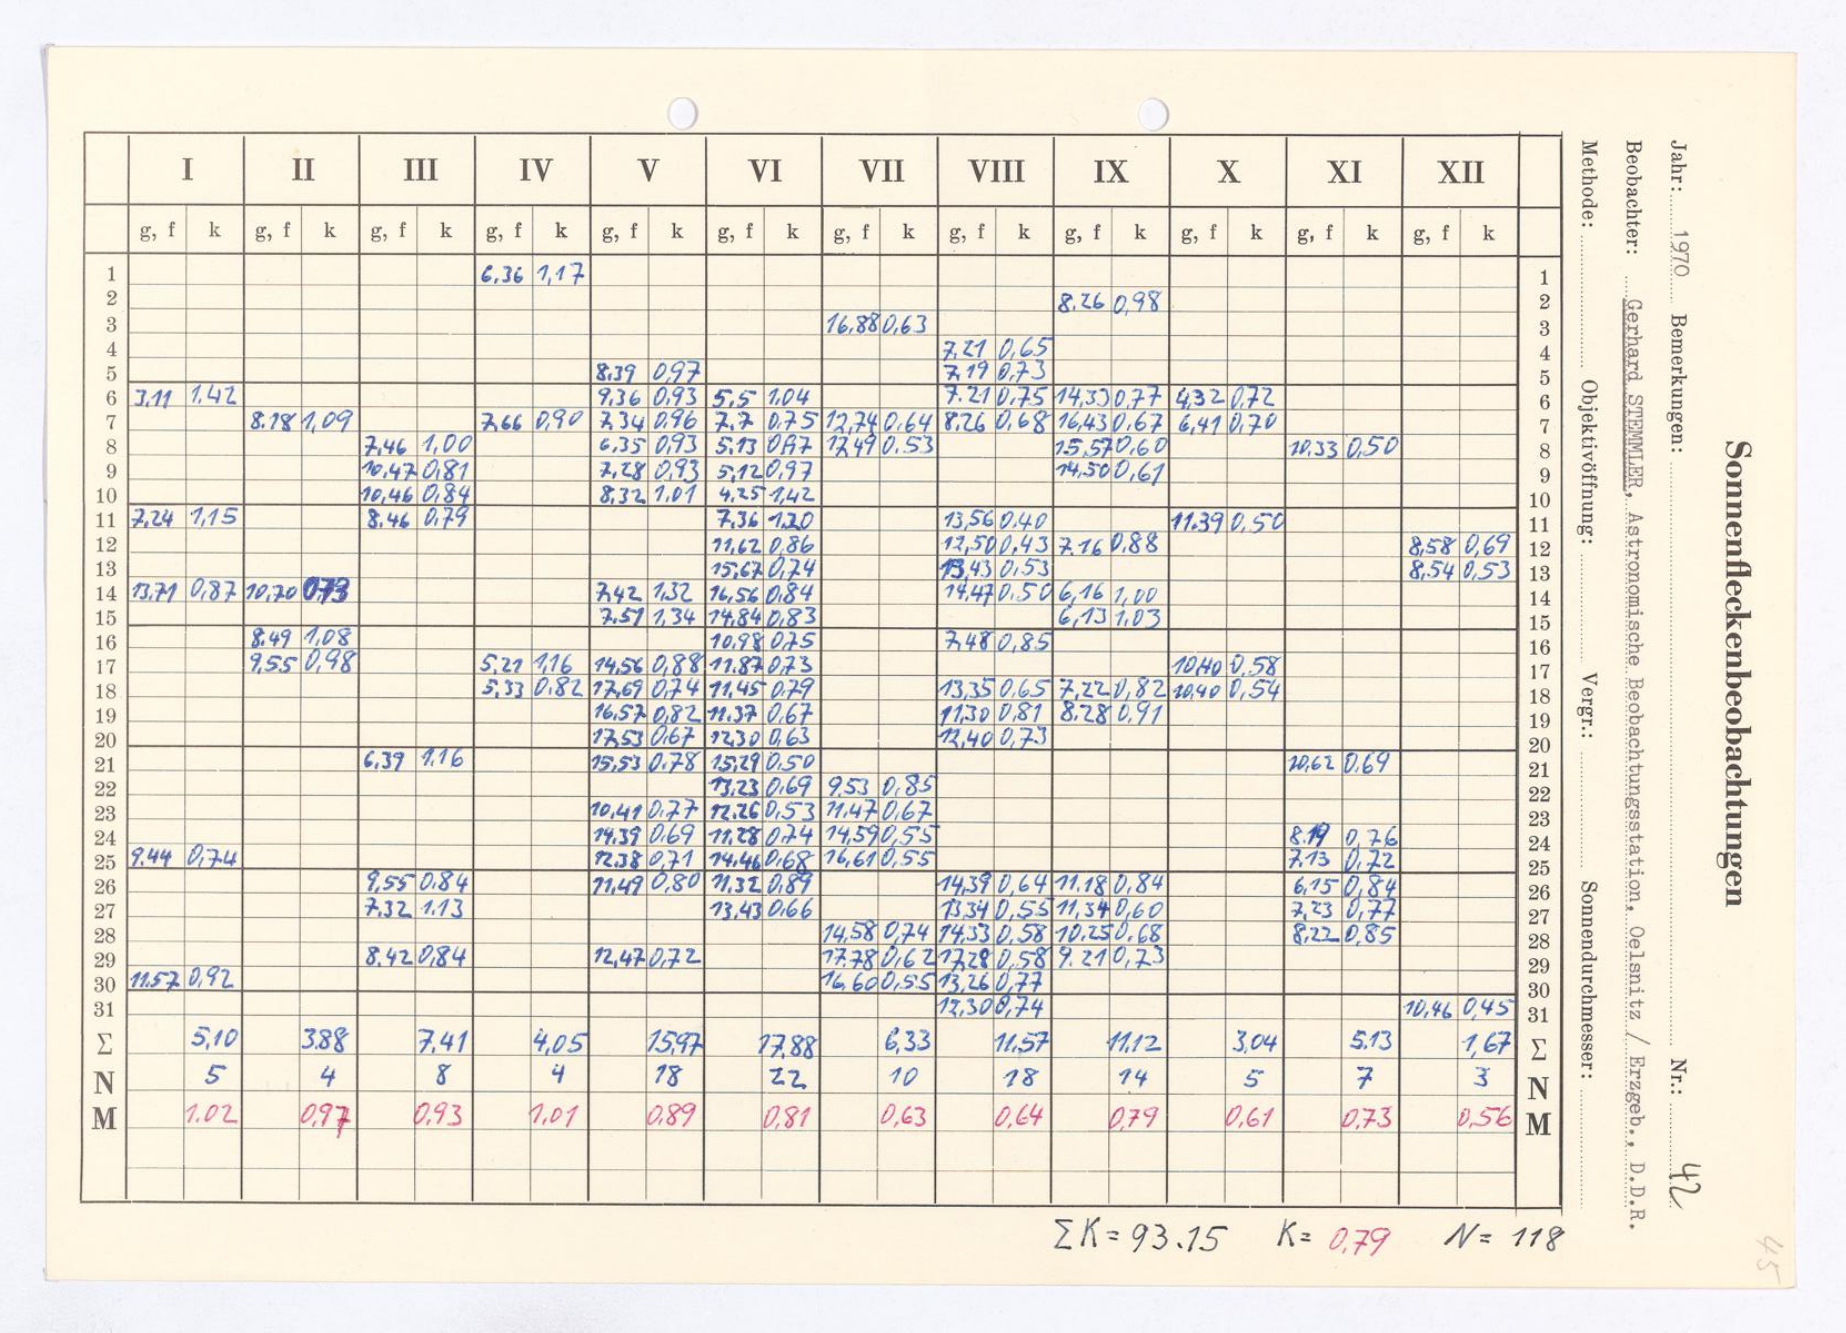 I II III IV V VI VII VIII IX X XI XII
g, f k g, f k g, f k g, f k g, f k g, f k g, f k g, f k g, f k g, f k g, f k g, f k
1 6,36 1,17 1
2 8,26 0,98 2
3 16,88 0,63 3
4 7,21 0,65 4
5 8,39 0,97 7,19 0,73 5
6 3,11 1,42 9,36 0,93 5,5 1,04 7.21 0,75 14,33 0,77 4,32 0,72 6
7 8.18 1,09 7,66 0,90 7,34 0,96 7,7 0,75 12,74 0,64 8,26 0,68 16,43 0,67 6,41 0,70 7
8 7,46 1,00 6,35 0,93 5,13 0,97 17,49 0.53 15,57 0,60 10,33 0,50 8
9 10,47 0,81 7,28 0,93 5,12 0,97 14,50 0,61 9
10 10,46 0,84 8,32 1,01 4,25 1,42 10
11 7,24 1,15 8,46 0,79 7,36 1,20 13,56 0,40 11.39 0,50 11
12 11,62 0,86 12,50 0,43 7.16 0,88 8,58 0,69 12
13 15,67 0,74 13,43 0,53 8,54 0,53 13
14 13,71 0,87 10,70 0,73 7,42 1,32 16,56 0,84 14,47 0.50 6,16 1,00 14
15 7.51 1,34 14,84 0,83 6,13 1,03 15
16 8.49 1,08 10,98 0,75 7,48 0,85 16
17 9,55 0,98 5,21 1,16 14,56 0,88 11.87 0,73 10,40 0,58 17
18 5,33 0,82 17,69 0,74 11,45 0,79 13,35 0,65 7,22 0,82 10,40 0,54 18
19 16,57 0,82 11.37 0,67 11,30 0,81 8.28 0,91 19
20 17,53 0,67 12,30 0,63 12,40 0,73 20
21 6,39 1,16 15,53 0,78 15,29 0,50 10,62 0,69 21
22 13,23 0,69 9,53 0,85 22
23 10,41 0,77 12.26 0,53 11,47 0,67 23
24 14,39 0,69 11,28 0,74 14,59 0,55 8.19 0,76 24
25 9.44 0,74 12.38 0,71 14.46 0,68 16,61 0,55 7.13 0,72 25
26 9,55 0,84 11,49 0,80 11,32 0,89 14,39 0,64 11.18 0,84 6,15 0,84 26
27 7,32 1.13 13,43 0,66 13,34 0,55 11,34 0,60 7,23 0,77 27
28 14,58 0,74 14,33 0,58 10,25 0.68 8,22 0,85 28
29 8.42 0,84 12,47 0,72 17,78 0,62 17,28 0,58 9.21 0,73 29
30 11.57 0,92 16,60 0,55 13,26 0,77 30
31 12,30 0,74 10,46 0,45 31
Σ 5,10 3.88 7,41 4,05 15,97 17,88 6,33 11.57 11,12 3,04 5.13 1,67 Σ
N 5 4 8 4 18 22 10 18 14 5 7 3 N
M 1.02 0,97 0,93 1,01 0,89 0,81 0,63 0,64 0,79 0,61 0,73 0,56 M
ΣK = 93.15 K = 0,79 N = 118
Sonnenfleckenbeobachtungen
Jahr: 1970 Bemerkungen: Nr.: 42
Beobachter: Gerhard STEMMLER, Astronomische Beobachtungsstation, Oelsnitz / Erzgeb., D.D.R.
Methode: Objektivöffnung: Vergr.: Sonnendurchmesser:
45